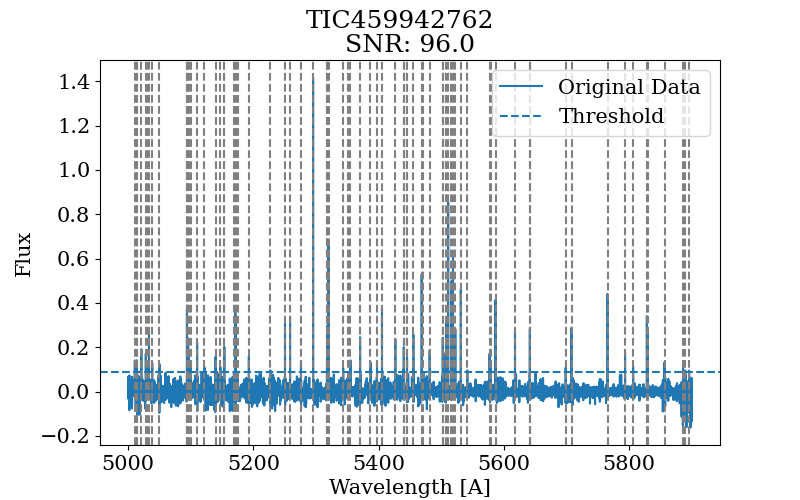 TIC459942762
SNR: 96.0
Original Data
Threshold
1.4
1.2
1.0
0.8
0.6
0.4
0.2
0.0
−0.2
Flux
5000 5200 5400 5600 5800
Wavelength [A]